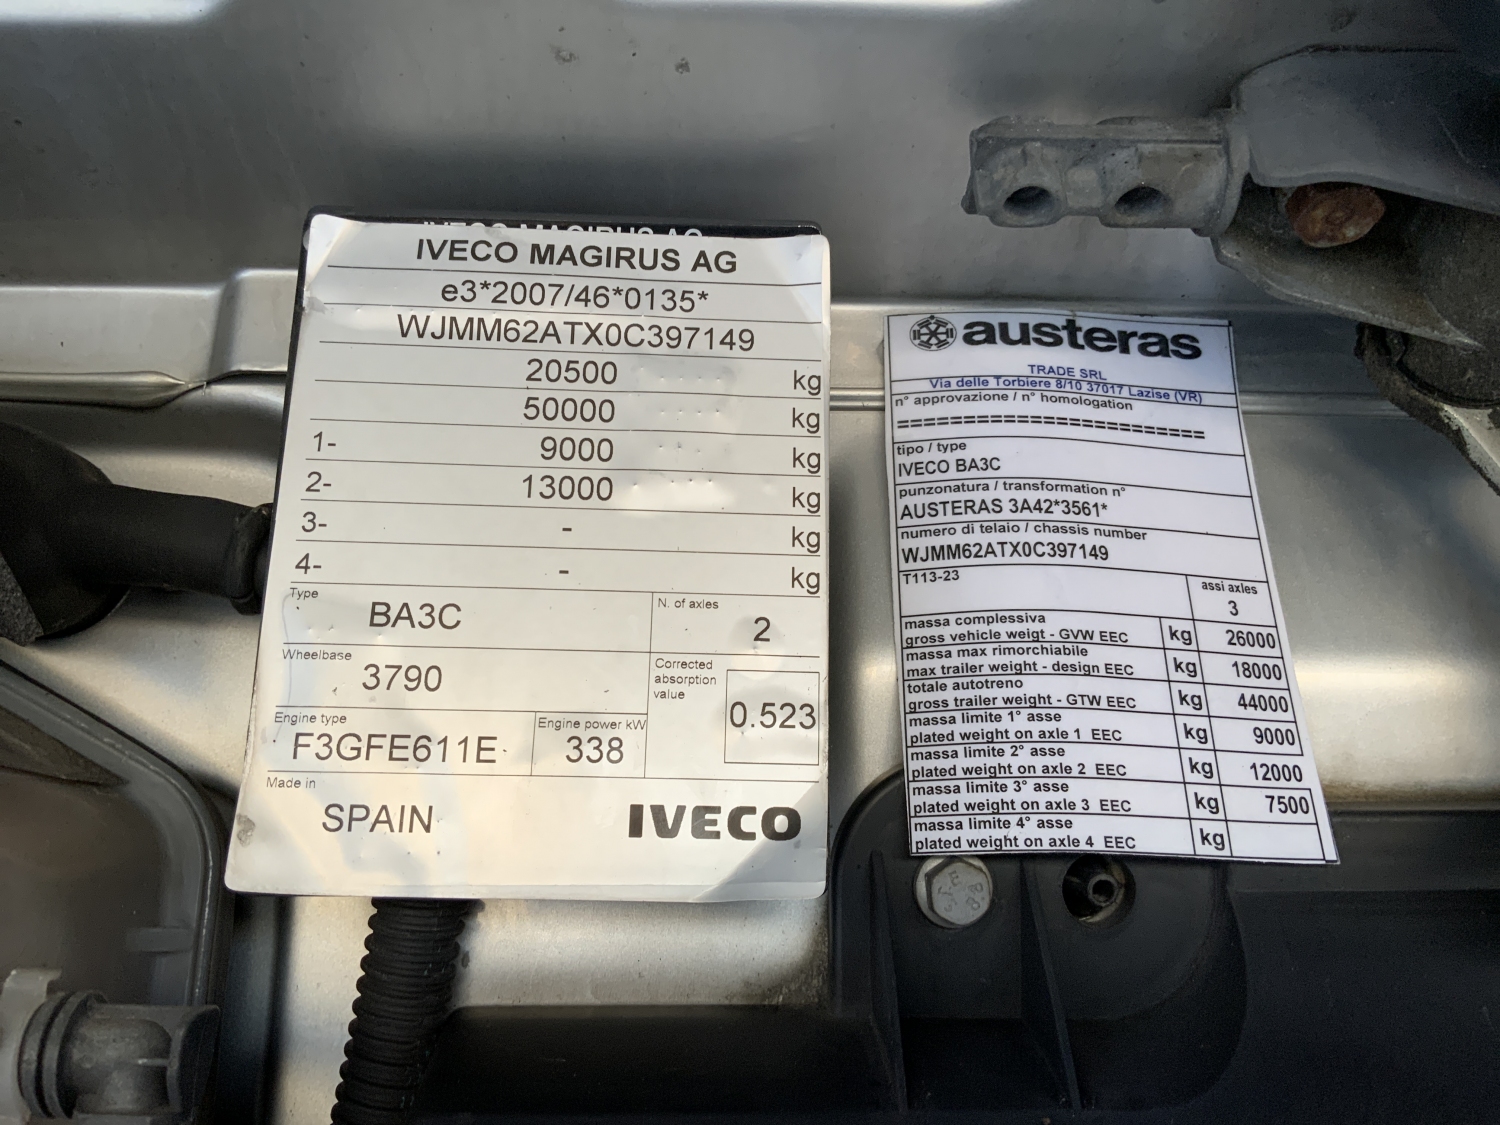 IVECO MAGIRUS AG
e3*2007/46*0135*
WJMM62ATX0C397149
20500 kg
50000 kg
1- 9000 kg
2- 13000 kg
3- - kg
4- - kg
Type BA3C N. of axles 2
Wheelbase 3790
Corrected
absorption
value
0.523
Engine type F3GFE611E
Engine power kW 338
Made in
SPAIN IVECO
austeras
TRADE SRL
Via delle Torbiere 8/10 37017 Lazise (VR)
n° approvazione / n° homologation
========================
tipo / type
IVECO BA3C
punzonatura / transformation n°
AUSTERAS 3A42*3561*
numero di telaio / chassis number
WJMM62ATX0C397149
T113-23 assi axles
3
massa complessiva
gross vehicle weigt - GVW EEC kg 26000
massa max rimorchiabile
max trailer weight - design EEC kg 18000
totale autotreno
gross trailer weight - GTW EEC kg 44000
massa limite 1° asse
plated weight on axle 1 EEC kg 9000
massa limite 2° asse
plated weight on axle 2 EEC kg 12000
massa limite 3° asse
plated weight on axle 3 EEC kg 7500
massa limite 4° asse
plated weight on axle 4 EEC kg